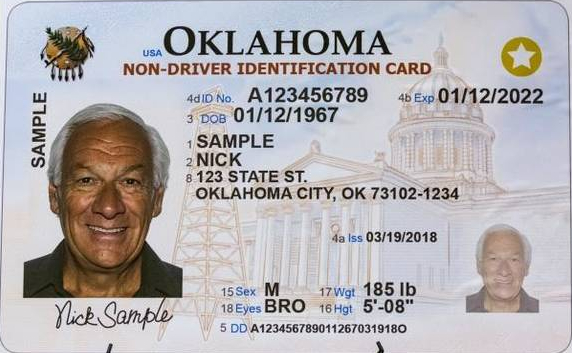 USA OKLAHOMA
NON-DRIVER IDENTIFICATION CARD
SAMPLE
4d ID No. A123456789
4b Exp 01/12/2022
3 DOB 01/12/1967
1 SAMPLE
2 NICK
8 123 STATE ST.
OKLAHOMA CITY, OK 73102-1234
4a Iss 03/19/2018
15 Sex M 17 Wgt 185 lb
18 Eyes BRO 16 Hgt 5'-08"
5 DD A123456789011267031918O
Nick Sample